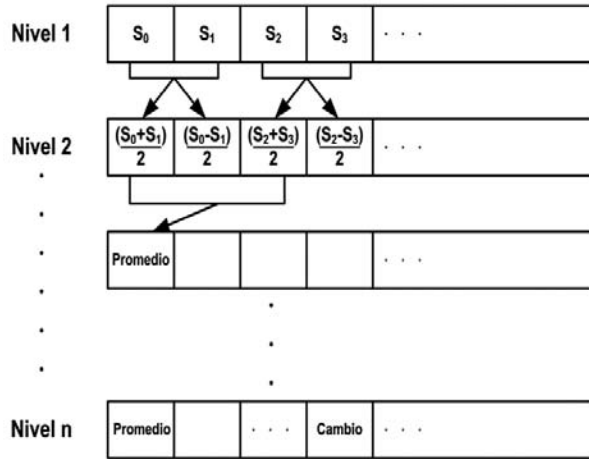 Nivel 1 S₀ S₁ S₂ S₃ . . .
Nivel 2 (S₀+S₁)/2 (S₀-S₁)/2 (S₂+S₃)/2 (S₂-S₃)/2 . . .
Promedio . . .
Nivel n Promedio . . . Cambio . . .